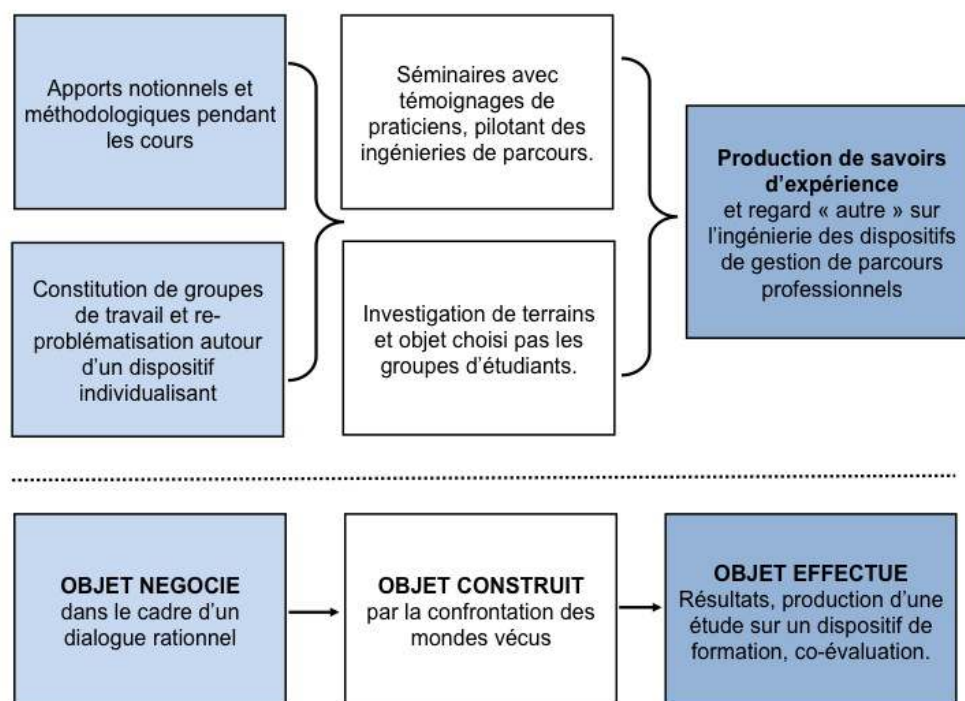 Apports notionnels et
méthodologiques pendant
les cours
Constitution de groupes
de travail et re-
problématisation autour
d'un dispositif
individualisant
Séminaires avec
témoignages de
praticiens, pilotant des
ingénieries de parcours.
Investigation de terrains
et objet choisi pas les
groupes d'étudiants.
Production de savoirs
d'expérience
et regard « autre » sur
l'ingénierie des dispositifs
de gestion de parcours
professionnels
OBJET NEGOCIE
dans le cadre d'un
dialogue rationnel
OBJET CONSTRUIT
par la confrontation des
mondes vécus
OBJET EFFECTUE
Résultats, production d'une
étude sur un dispositif de
formation, co-évaluation.